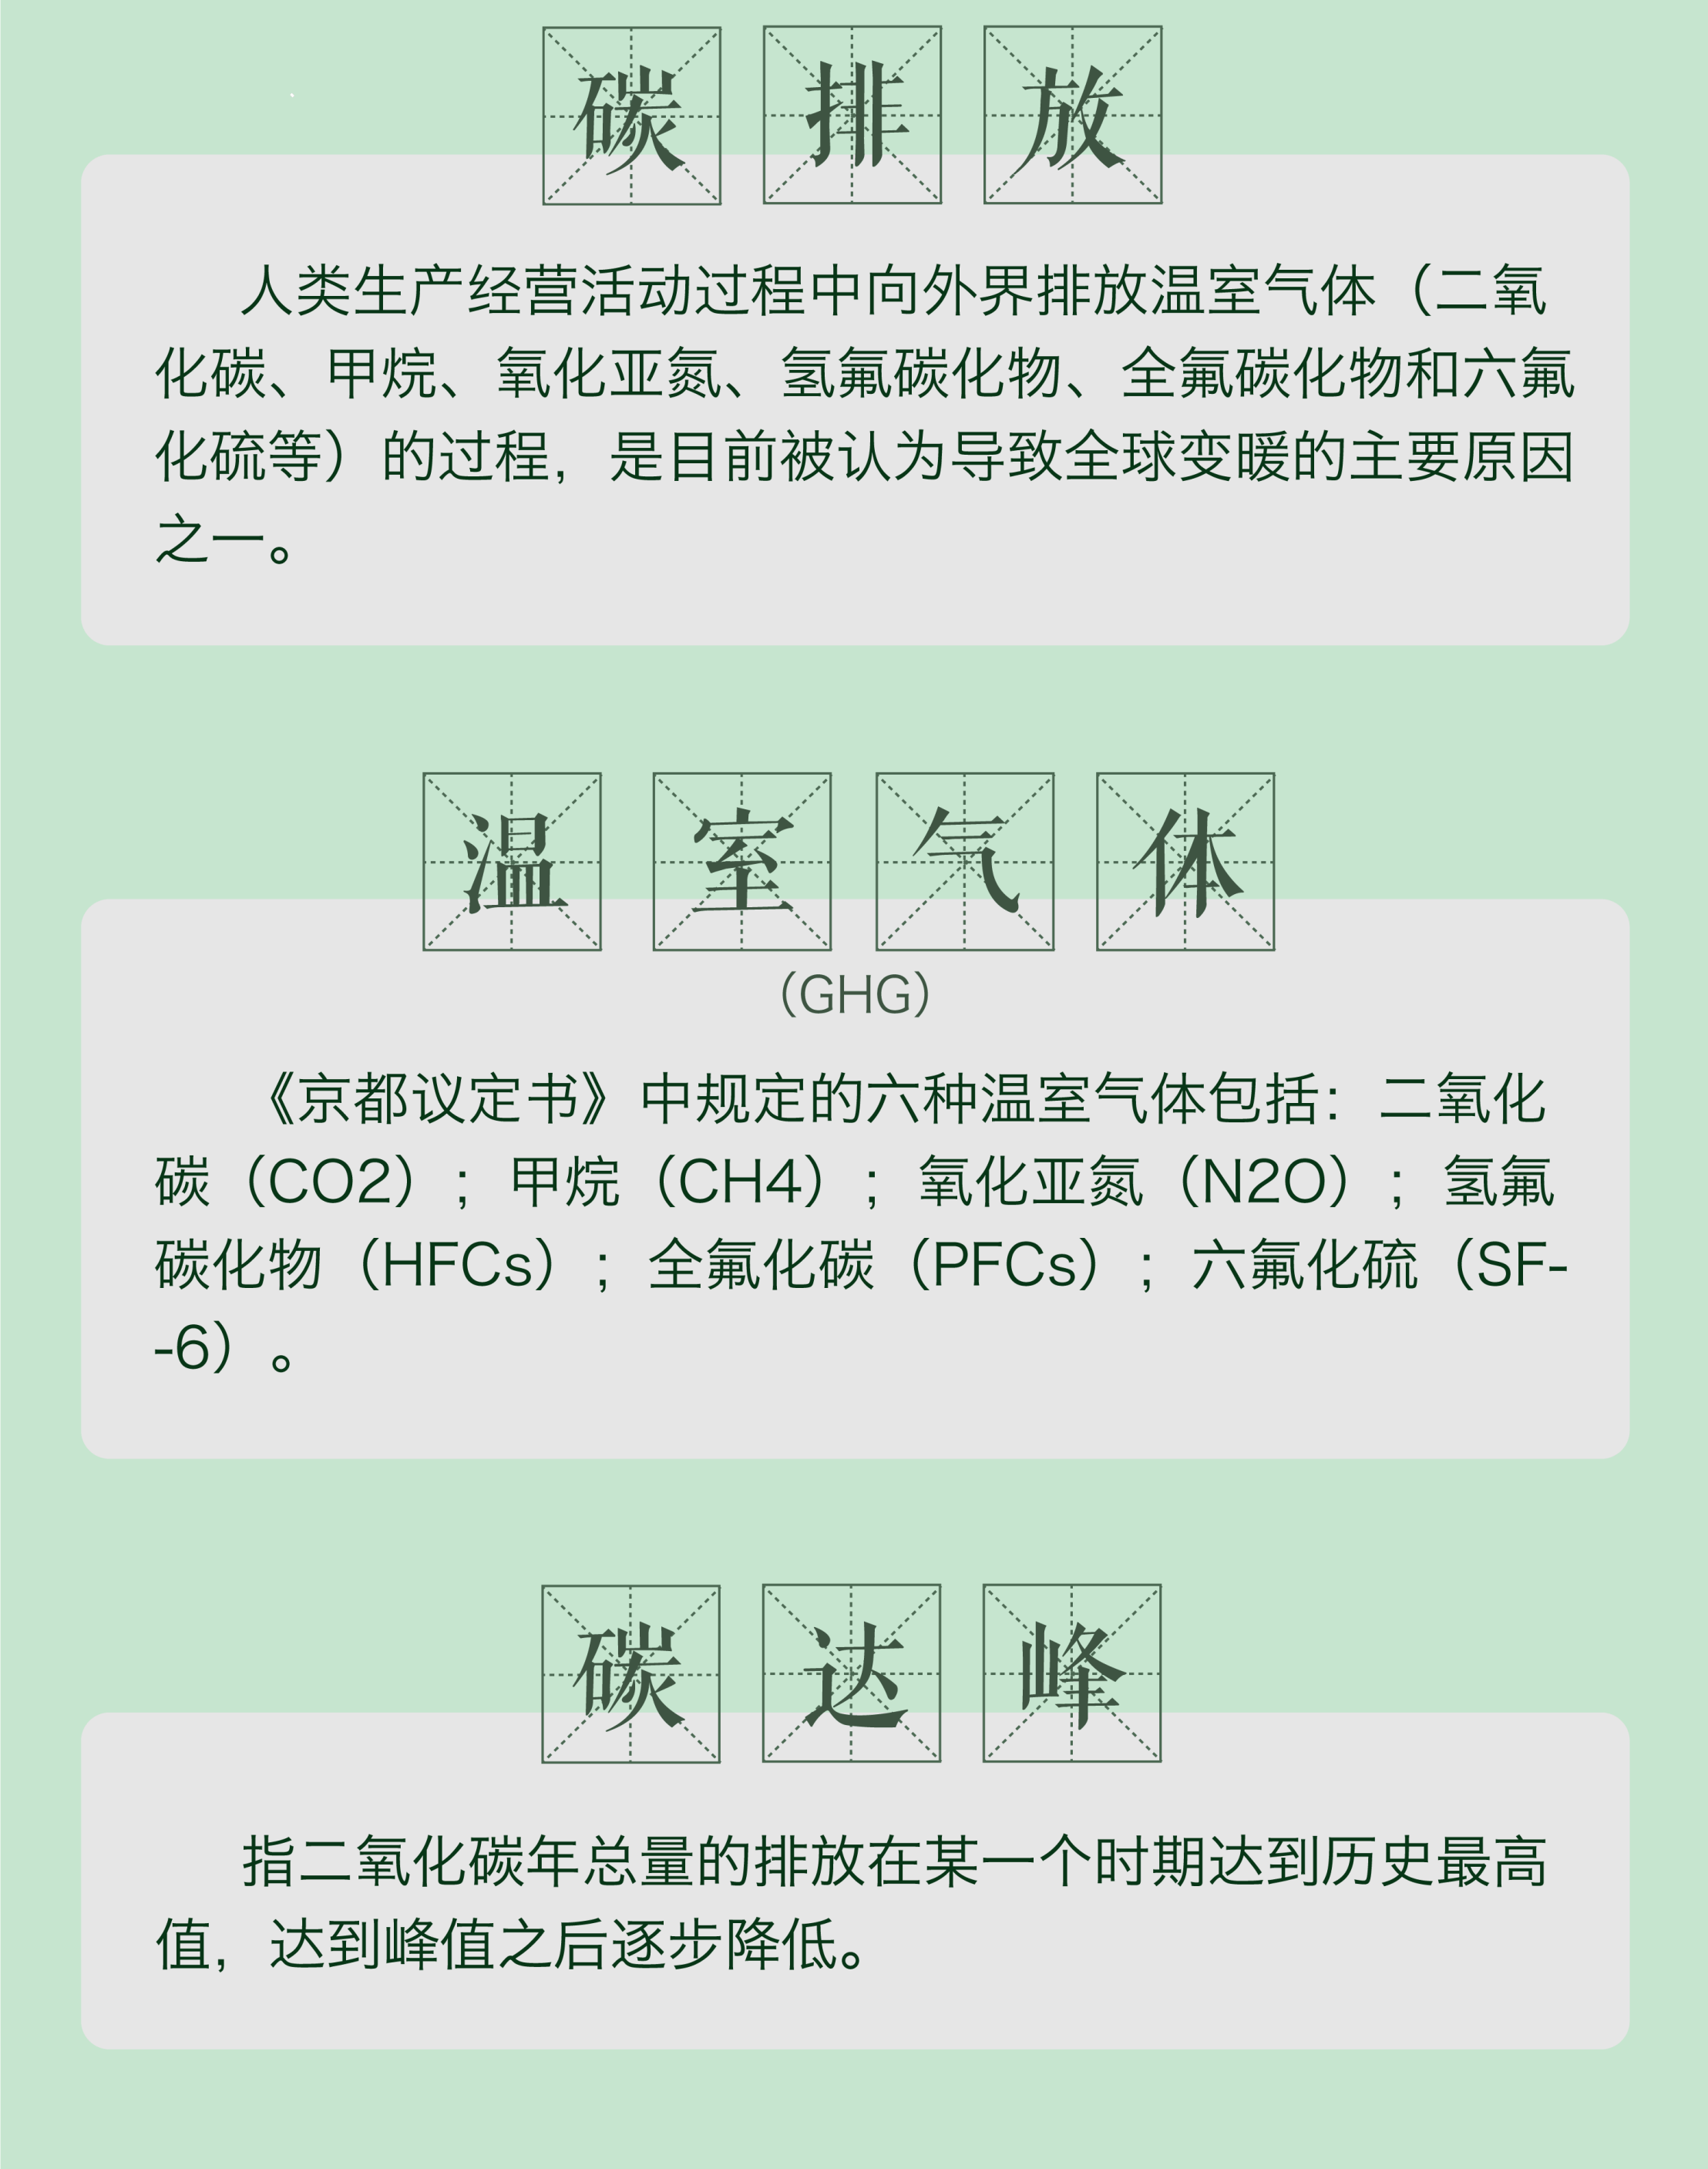 碳排放
人类生产经营活动过程中向外界排放温室气体（二氧
化碳、甲烷、氧化亚氮、氢氟碳化物、全氟碳化物和六氟
化硫等）的过程，是目前被认为导致全球变暖的主要原因
之一。
温室气体
（GHG）
《京都议定书》中规定的六种温室气体包括：二氧化
碳（CO2）；甲烷（CH4）；氧化亚氮（N2O）；氢氟
碳化物（HFCs）；全氟化碳（PFCs）；六氟化硫（SF-
-6）。
碳达峰
指二氧化碳年总量的排放在某一个时期达到历史最高
值，达到峰值之后逐步降低。